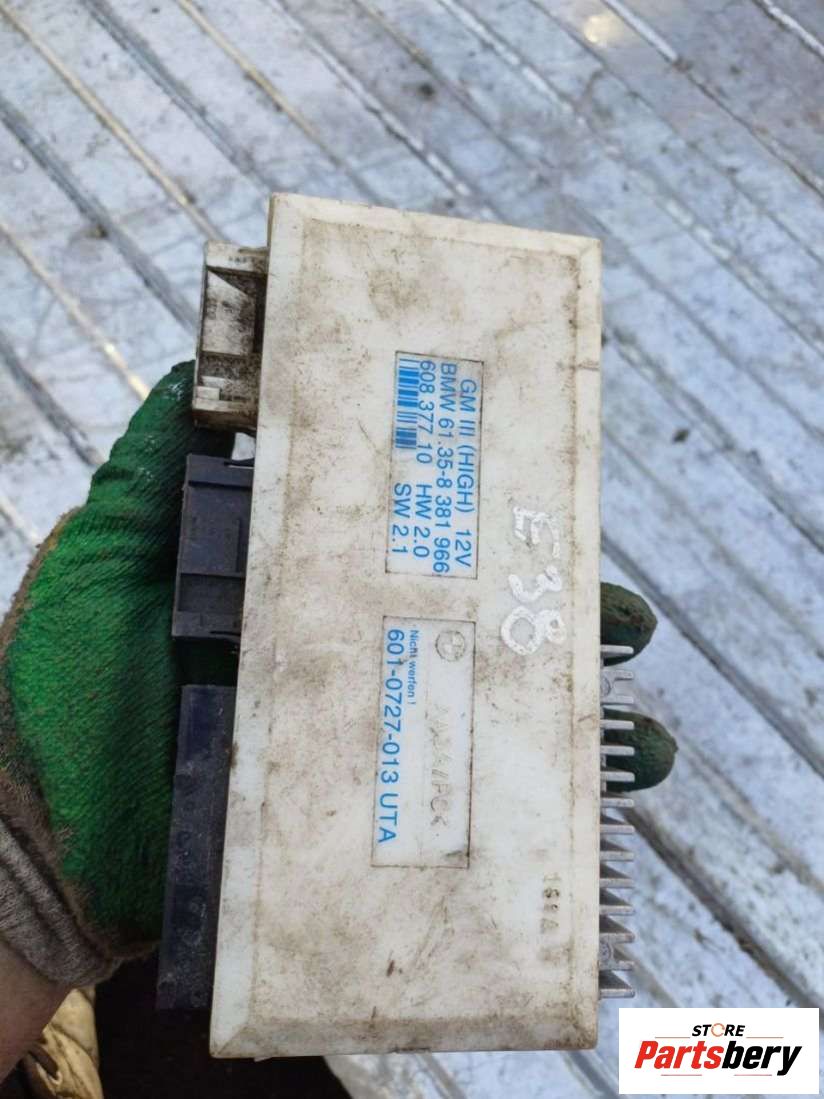 GM III (HIGH) 12V
BMW 61.35-8 381 966
608 377 10 HW 2.0
SW 2.1
E38
Nicht werfen!
601-0727-013 UTA
STORE
Partsbery